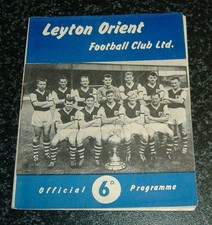 Leyton Orient
Football Club Ltd.
Official 6D Programme